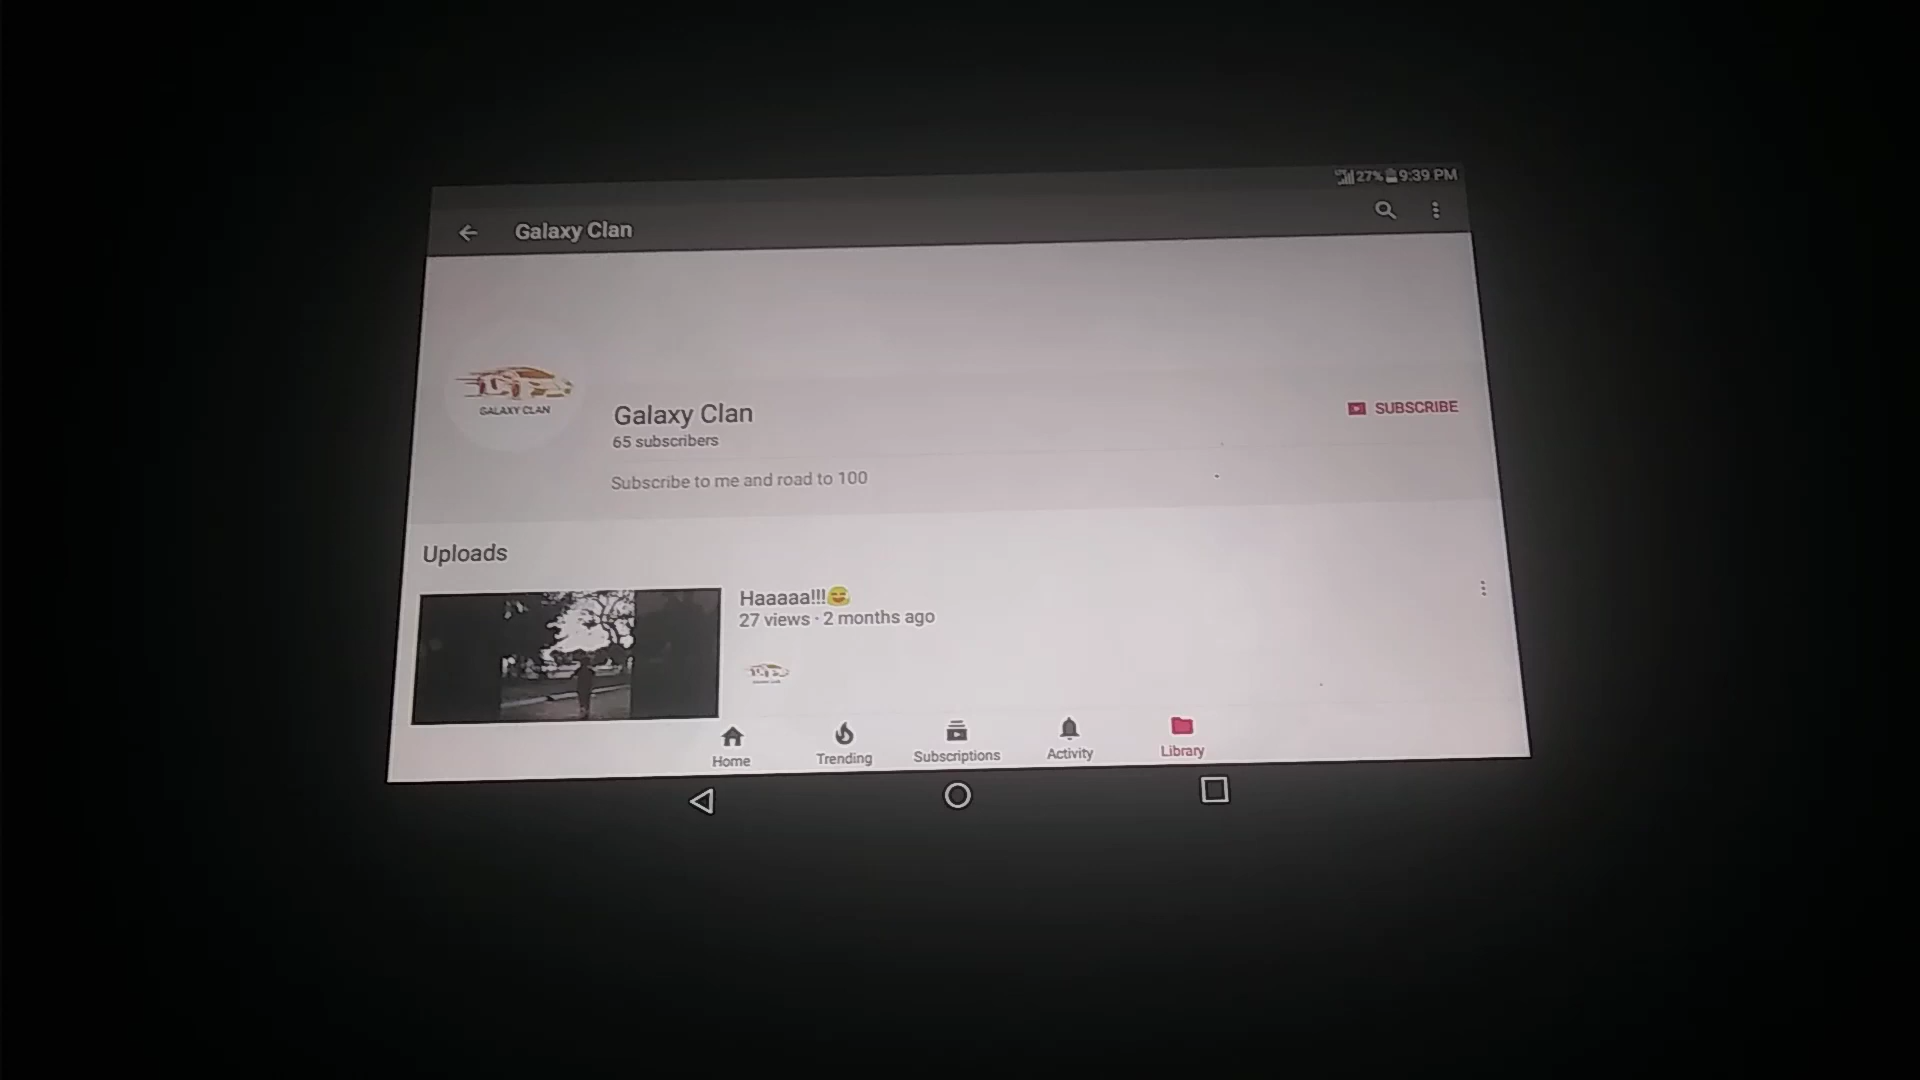 27% 9:39 PM
Galaxy Clan
GALAXY CLAN
Galaxy Clan
65 subscribers
SUBSCRIBE
Subscribe to me and road to 100
Uploads
Haaaaa!!!😄
27 views · 2 months ago
Home
Trending
Subscriptions
Activity
Library